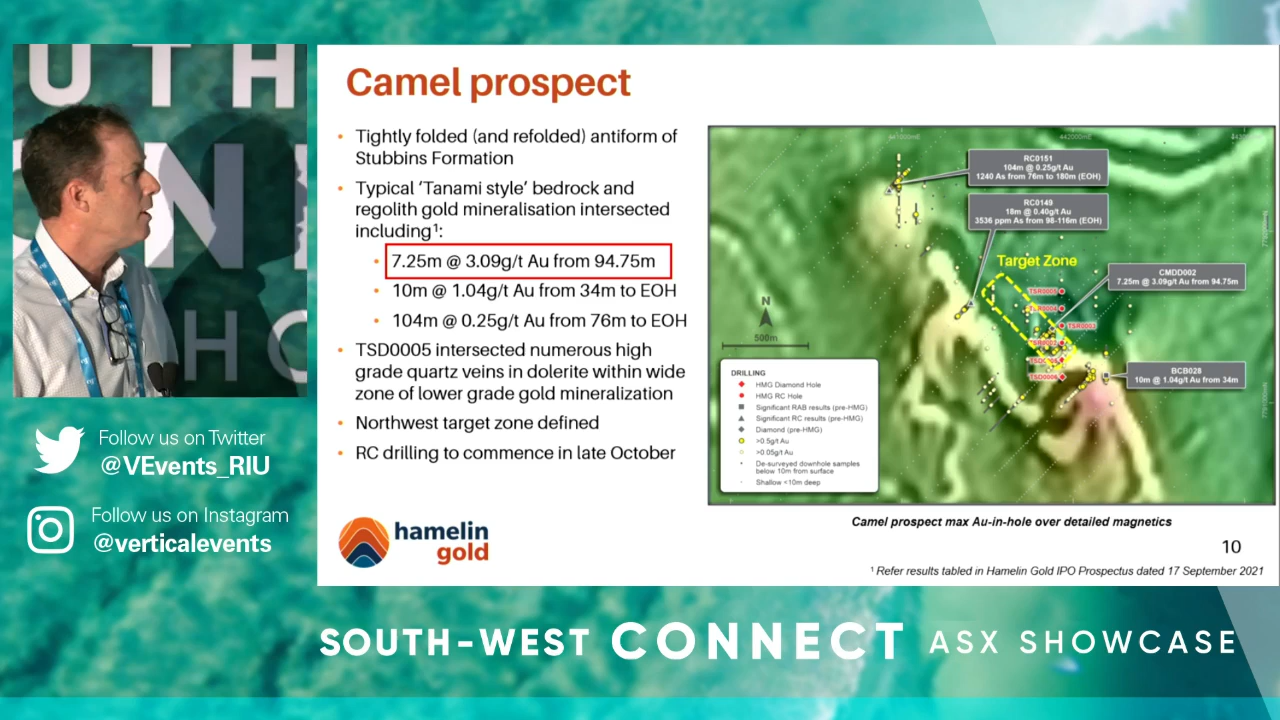 UTH
NN
HO
Follow us on Twitter
@VEvents_RIU
Follow us on Instagram
@verticalevents
Camel prospect
• Tightly folded (and refolded) antiform of
Stubbins Formation
• Typical 'Tanami style' bedrock and
regolith gold mineralisation intersected
including¹:
• 7.25m @ 3.09g/t Au from 94.75m
• 10m @ 1.04g/t Au from 34m to EOH
• 104m @ 0.25g/t Au from 76m to EOH
• TSD0005 intersected numerous high
grade quartz veins in dolerite within wide
zone of lower grade gold mineralization
• Northwest target zone defined
• RC drilling to commence in late October
hamelin
gold
RC0151
104m @ 0.25g/t Au
1240 As from 76m to 180m (EOH)
RC0149
18m @ 0.40g/t Au
3536 ppm As from 98-116m (EOH)
Target Zone
CMDD002
7.25m @ 3.09g/t Au from 94.75m
TSR0003
TSD0006
BCB028
10m @ 1.04g/t Au from 34m
N
500m
DRILLING
HMG Diamond Hole
HMG RC Hole
Significant RAB results (pre-HMG)
Significant RC results (pre-HMG)
Diamond (pre-HMG)
>0.5g/t Au
>0.05g/t Au
De-surveyed downhole samples
below 10m from surface
Shallow <10m deep
Camel prospect max Au-in-hole over detailed magnetics
10
¹ Refer results tabled in Hamelin Gold IPO Prospectus dated 17 September 2021
SOUTH-WEST CONNECT ASX SHOWCASE